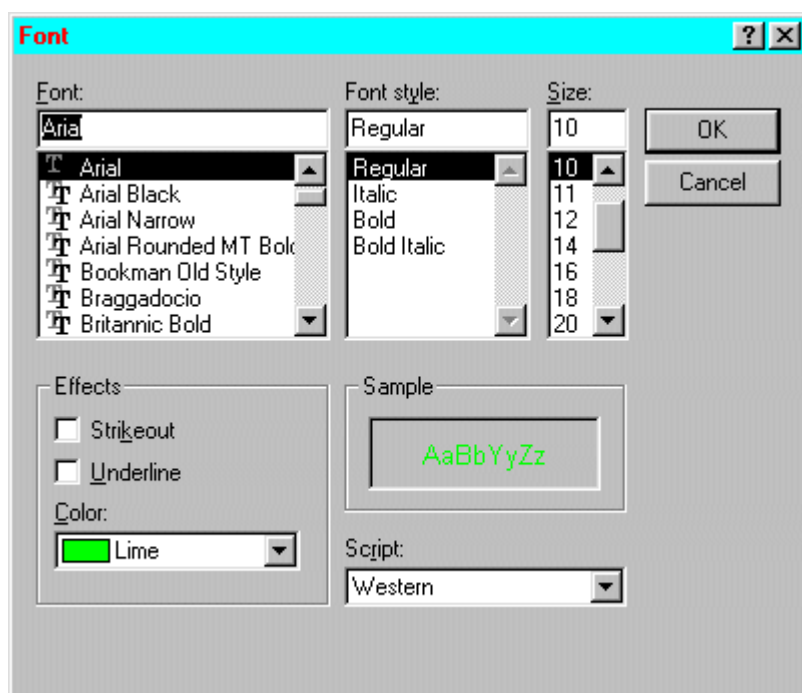 Font
Font:
Arial
Arial
Arial Black
Arial Narrow
Arial Rounded MT Bold
Bookman Old Style
Braggadocio
Britannic Bold
Font style:
Regular
Regular
Italic
Bold
Bold Italic
Size:
10
10
11
12
14
16
18
20
OK
Cancel
Effects
Strikeout
Underline
Color:
Lime
Sample
AaBbYyZz
Script:
Western